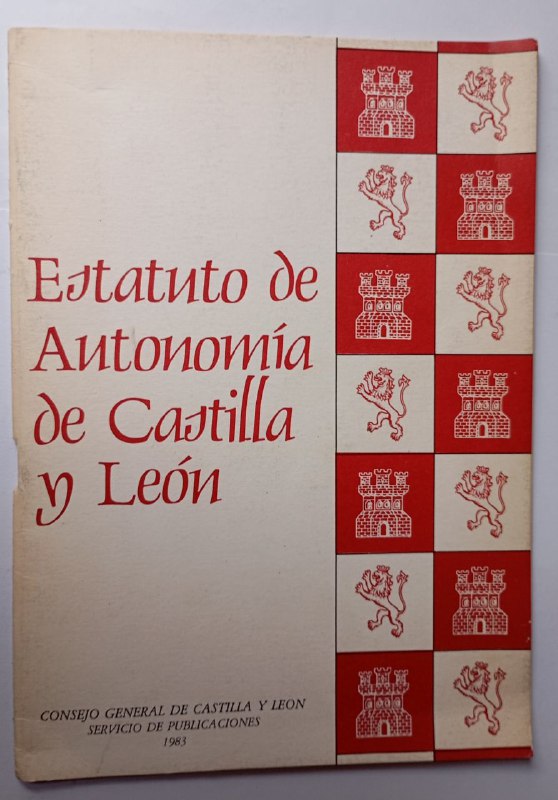 Estatuto de
Autonomía
de Castilla
y León
CONSEJO GENERAL DE CASTILLA Y LEON
SERVICIO DE PUBLICACIONES
1983